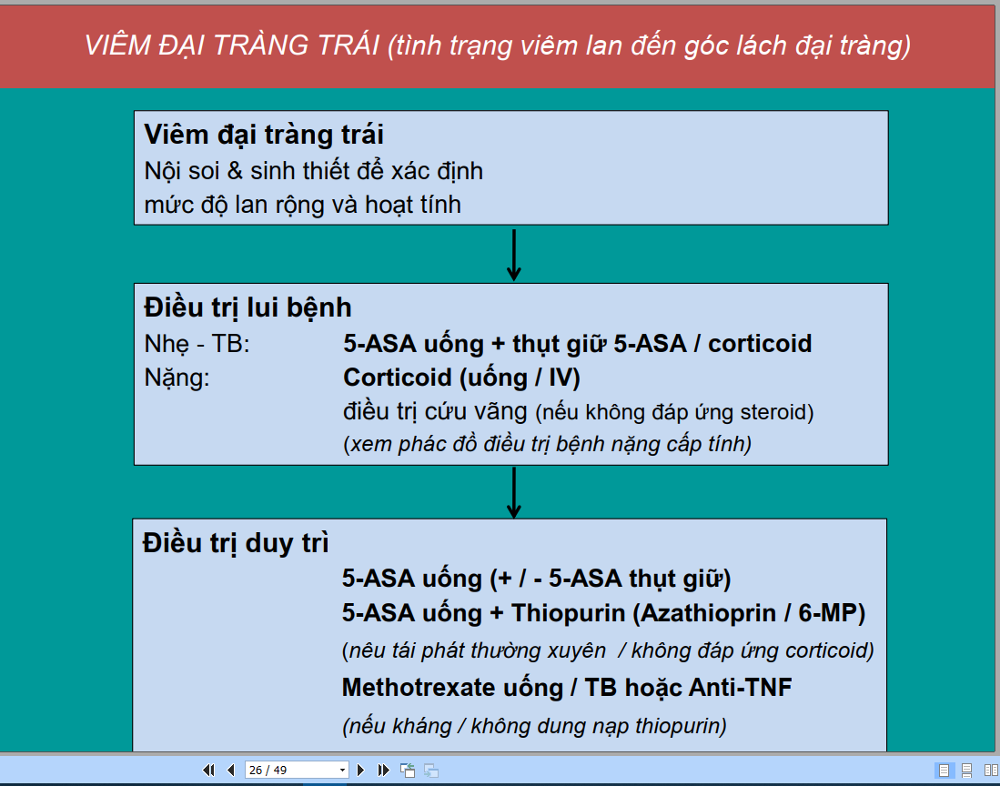 VIÊM ĐẠI TRÀNG TRÁI (tình trạng viêm lan đến góc lách đại tràng)
Viêm đại tràng trái
Nội soi & sinh thiết để xác định
mức độ lan rộng và hoạt tính
Điều trị lui bệnh
Nhẹ - TB: 5-ASA uống + thụt giữ 5-ASA / corticoid
Nặng: Corticoid (uống / IV)
điều trị cứu vãng (nếu không đáp ứng steroid)
(xem phác đồ điều trị bệnh nặng cấp tính)
Điều trị duy trì
5-ASA uống (+ / - 5-ASA thụt giữ)
5-ASA uống + Thiopurin (Azathioprin / 6-MP)
(nêu tái phát thường xuyên / không đáp ứng corticoid)
Methotrexate uống / TB hoặc Anti-TNF
(nếu kháng / không dung nạp thiopurin)
26 / 49